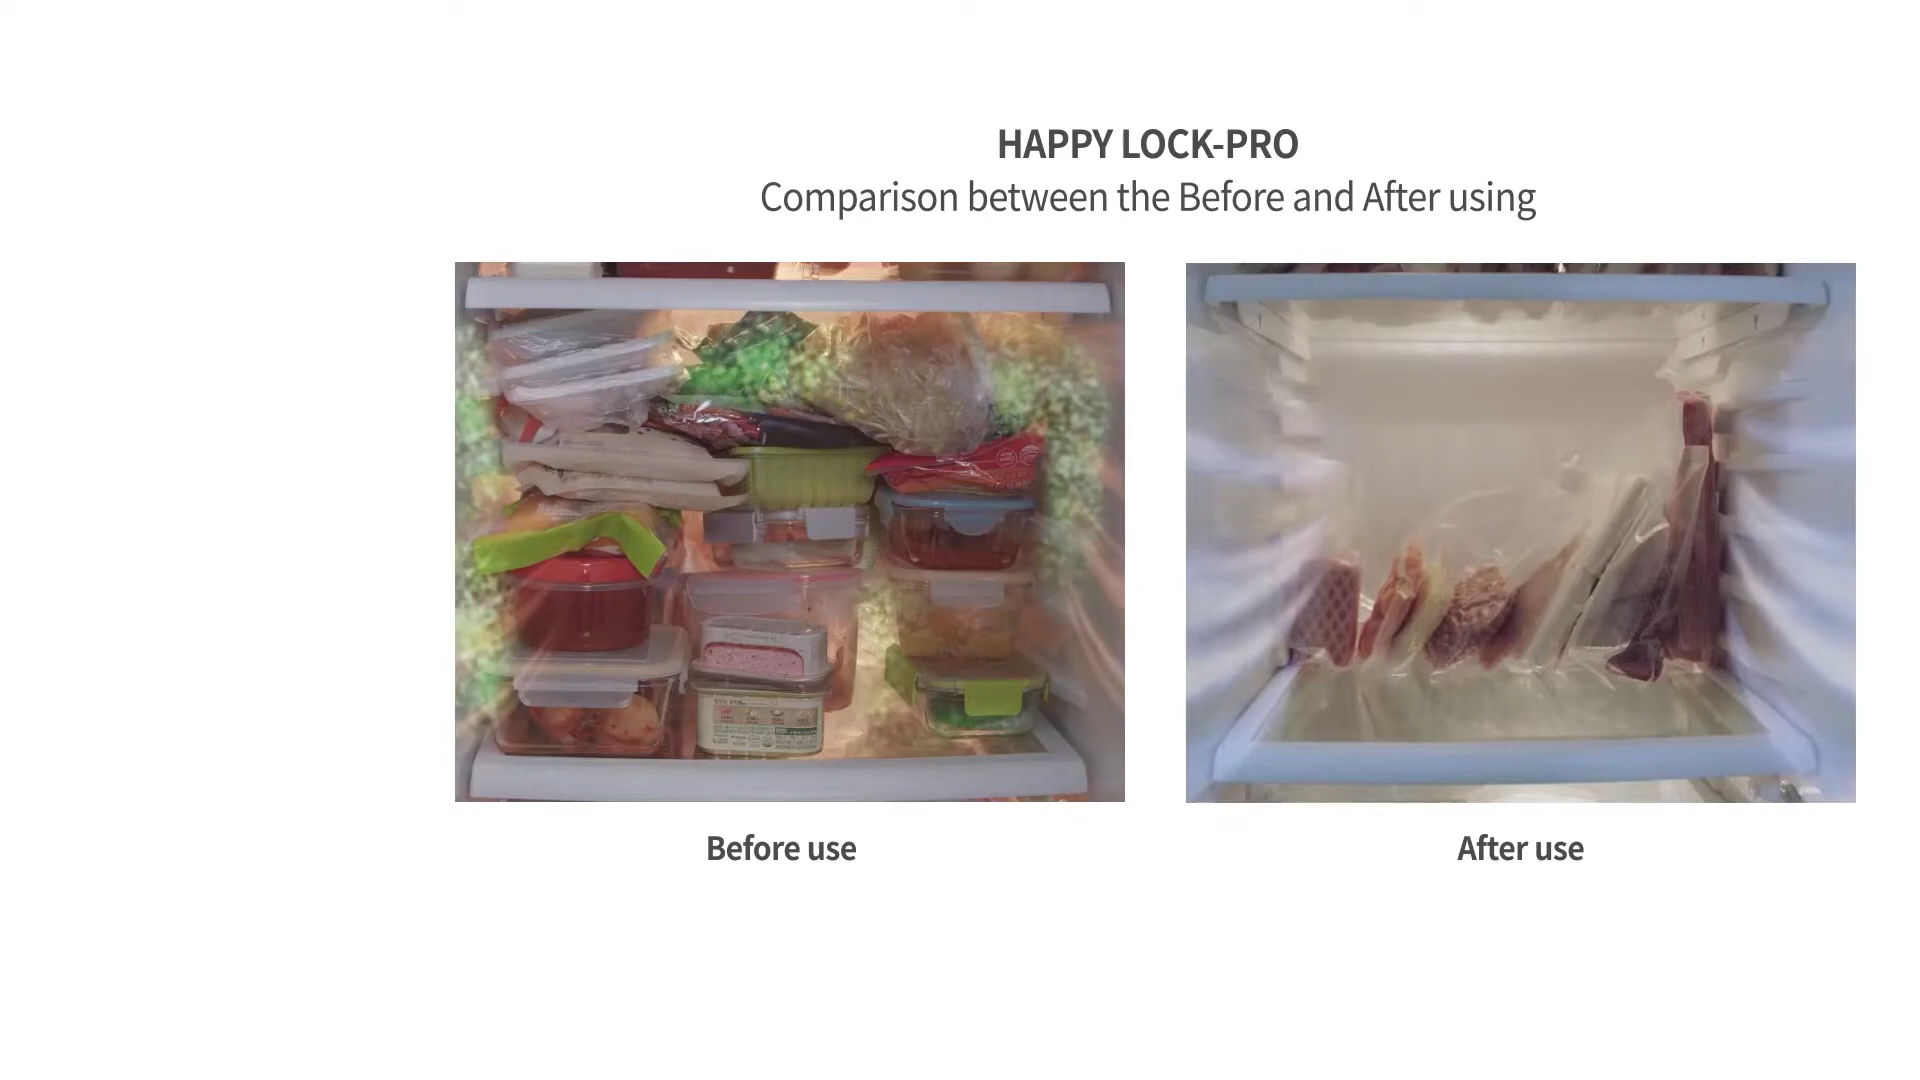 HAPPY LOCK-PRO
Comparison between the Before and After using
Before use
After use